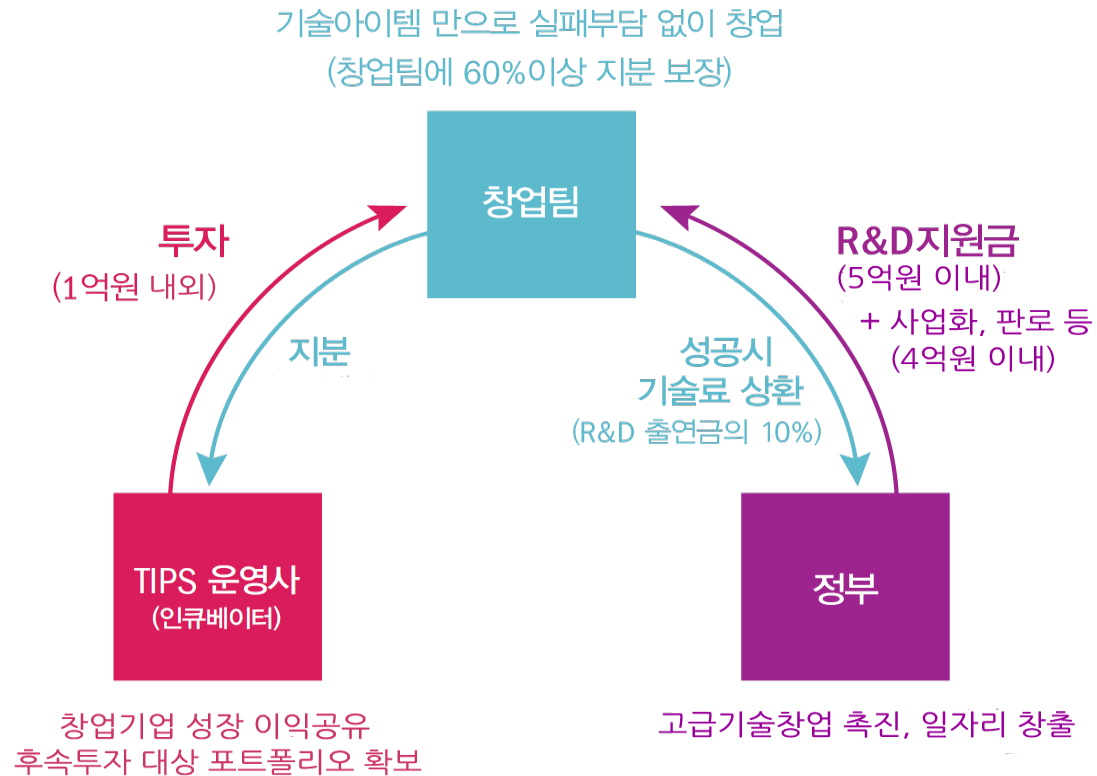 기술아이템 만으로 실패부담 없이 창업
(창업팀에 60%이상 지분 보장)
창업팀
투자
(1억원 내외)
지분
R&D지원금
(5억원 이내)
+ 사업화, 판로 등
(4억원 이내)
성공시
기술료 상환
(R&D 출연금의 10%)
TIPS 운영사
(인큐베이터)
정부
창업기업 성장 이익공유
후속투자 대상 포트폴리오 확보
고급기술창업 촉진, 일자리 창출